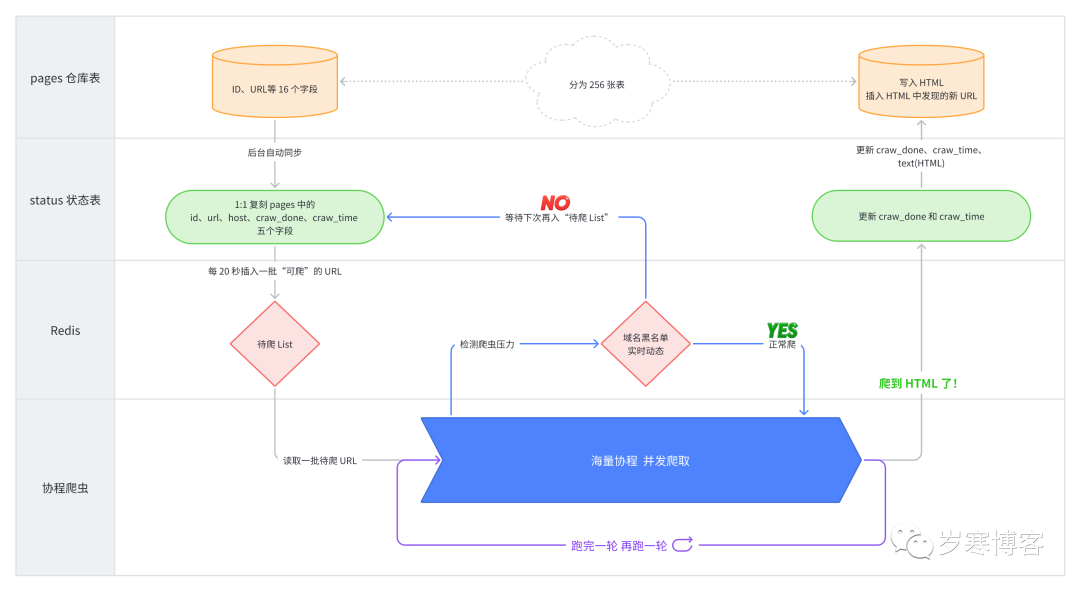 pages 仓库表
ID、URL等 16 个字段
分为 256 张表
写入 HTML
插入 HTML 中发现的新 URL
后台自动同步
更新 craw_done、craw_time、
text(HTML)
status 状态表
1:1 复刻 pages 中的
id、url、host、craw_done、craw_time
五个字段
NO
等待下次再入“待爬 List”
更新 craw_done 和 craw_time
每 20 秒插入一批“可爬”的 URL
Redis
待爬 List
检测爬虫压力
域名黑名单
实时动态
YES
正常爬
爬到 HTML 了！
协程爬虫
读取一批待爬 URL
海量协程 并发爬取
跑完一轮 再跑一轮
岁寒博客